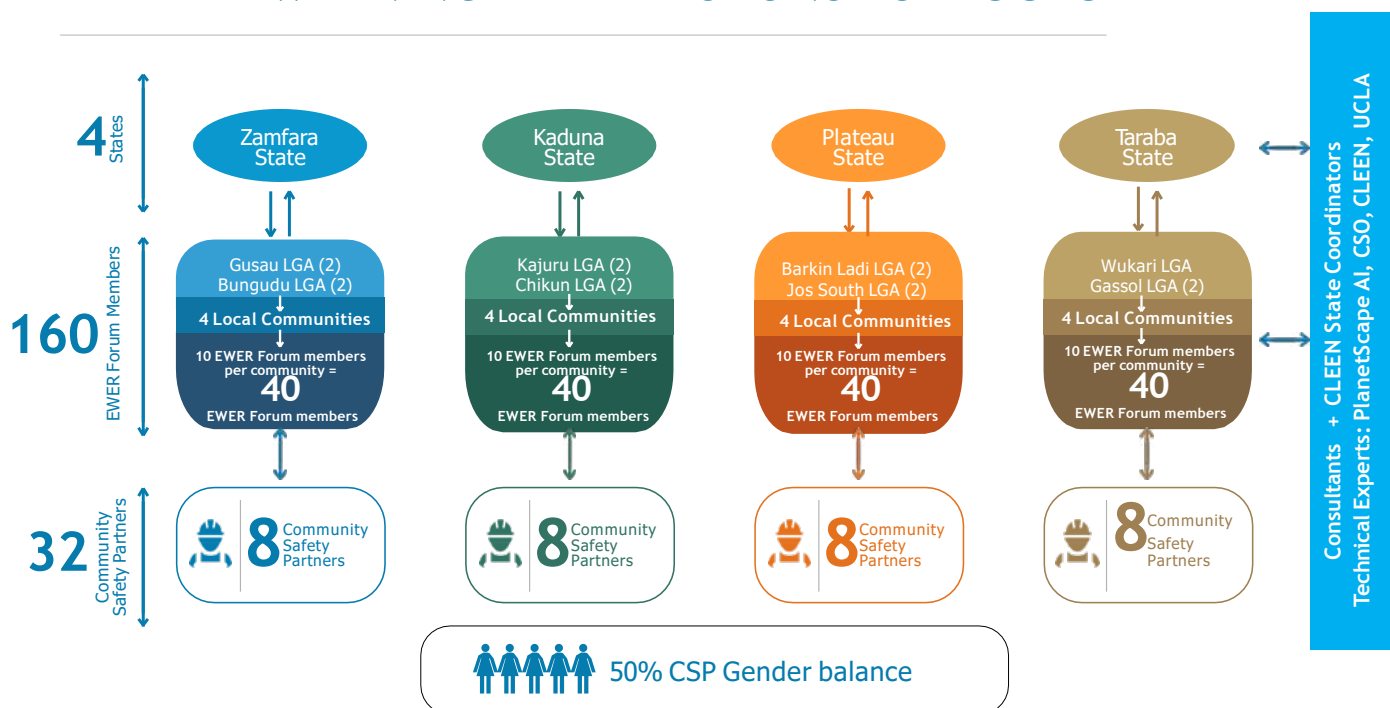 4
States
Zamfara
State
Kaduna
State
Plateau
State
Taraba
State
160
EWER Forum Members
Gusau LGA (2)
Bungudu LGA (2)
4 Local Communities
10 EWER Forum members
per community =
40
EWER Forum members
Kajuru LGA (2)
Chikun LGA (2)
4 Local Communities
10 EWER Forum members
per community =
40
EWER Forum members
Barkin Ladi LGA (2)
Jos South LGA (2)
4 Local Communities
10 EWER Forum members
per community =
40
EWER Forum members
Wukari LGA
Gassol LGA (2)
4 Local Communities
10 EWER Forum members
per community =
40
EWER Forum members
32
Community
Safety Partners
8 Community
Safety
Partners
8 Community
Safety
Partners
8 Community
Safety
Partners
8 Community
Safety
Partners
50% CSP Gender balance
Consultants + CLEEN State Coordinators
Technical Experts: PlanetScape AI, CSO, CLEEN, UCLA